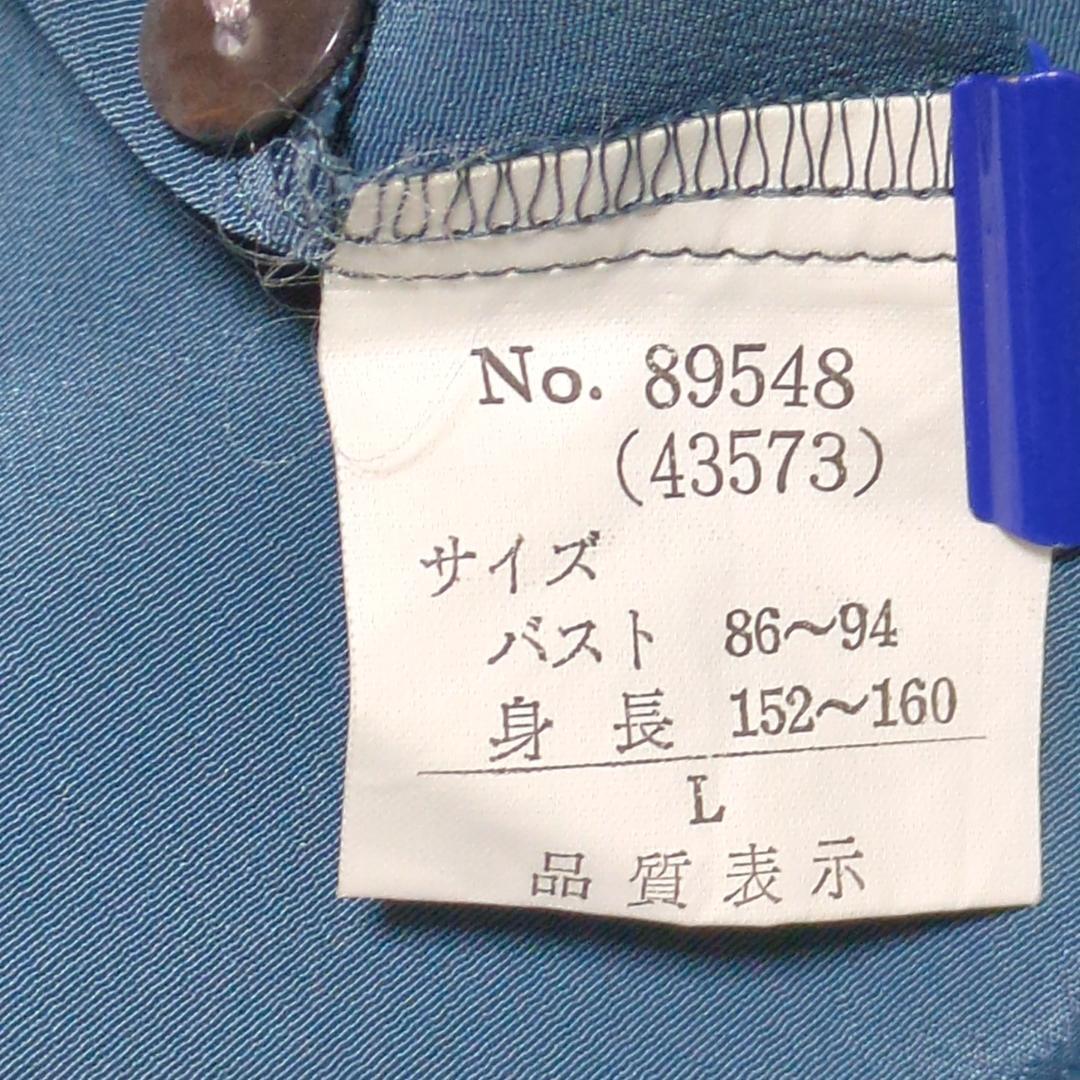 No. 89548
(43573)
サイズ
バスト 86〜94
身 長 152〜160
L
品質表示